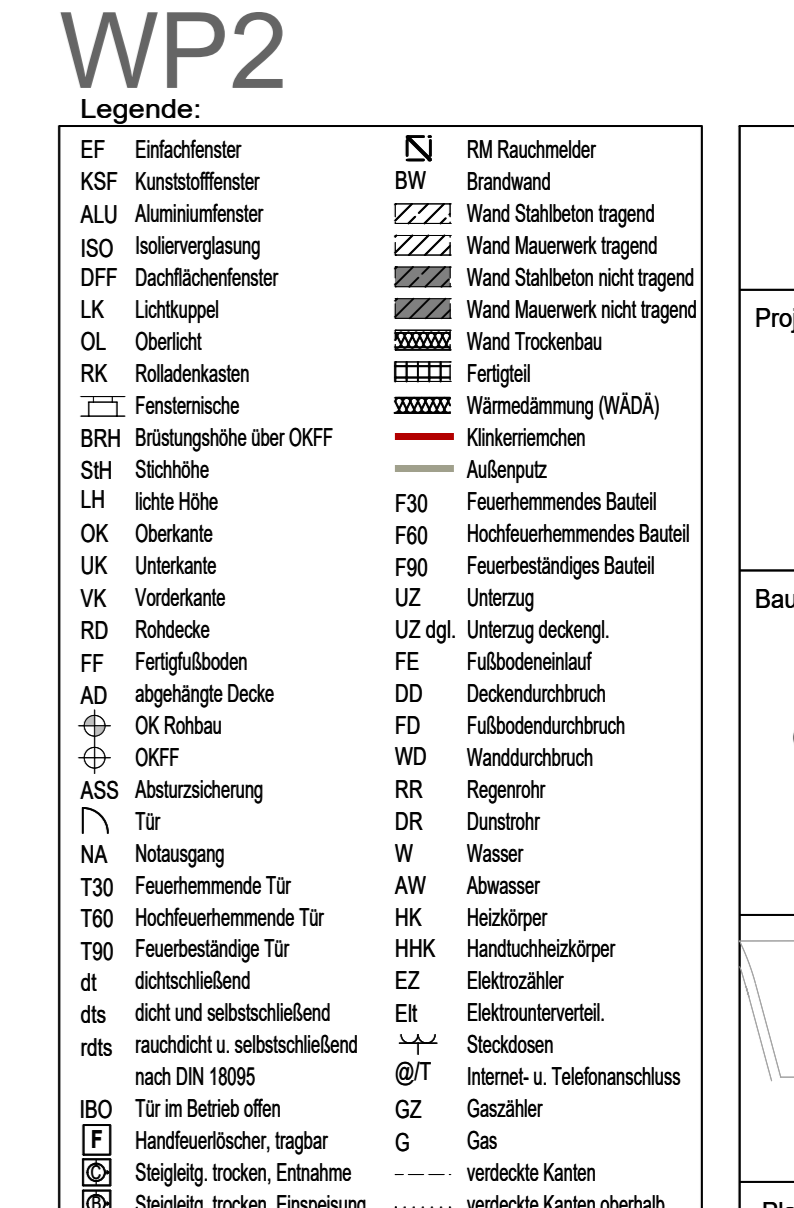 WP2
Legende:
EF Einfachfenster
KSF Kunststofffenster
ALU Aluminiumfenster
ISO Isolierverglasung
DFF Dachflächenfenster
LK Lichtkuppel
OL Oberlicht
RK Rolladenkasten
Fensternische
BRH Brüstungshöhe über OKFF
StH Stichhöhe
LH lichte Höhe
OK Oberkante
UK Unterkante
VK Vorderkante
RD Rohdecke
FF Fertigfußboden
AD abgehängte Decke
OK Rohbau
OKFF
ASS Absturzsicherung
Tür
NA Notausgang
T30 Feuerhemmende Tür
T60 Hochfeuerhemmende Tür
T90 Feuerbeständige Tür
dt dichtschließend
dts dicht und selbstschließend
rdts rauchdicht u. selbstschließend
nach DIN 18095
IBO Tür im Betrieb offen
F Handfeuerlöscher, tragbar
C Steigleitg. trocken, Entnahme
B Steigleitg. trocken, Einspeisung
RM Rauchmelder
BW Brandwand
Wand Stahlbeton tragend
Wand Mauerwerk tragend
Wand Stahlbeton nicht tragend
Wand Mauerwerk nicht tragend
Wand Trockenbau
Fertigteil
Wärmedämmung (WÄDÄ)
Klinkerriemchen
Außenputz
F30 Feuerhemmendes Bauteil
F60 Hochfeuerhemmendes Bauteil
F90 Feuerbeständiges Bauteil
UZ Unterzug
UZ dgl. Unterzug deckengl.
FE Fußbodeneinlauf
DD Deckendurchbruch
FD Fußbodendurchbruch
WD Wanddurchbruch
RR Regenrohr
DR Dunstrohr
W Wasser
AW Abwasser
HK Heizkörper
HHK Handtuchheizkörper
EZ Elektrozähler
Elt Elektrounterverteil.
Steckdosen
@/T Internet- u. Telefonanschluss
GZ Gaszähler
G Gas
verdeckte Kanten
verdeckte Kanten oberhalb